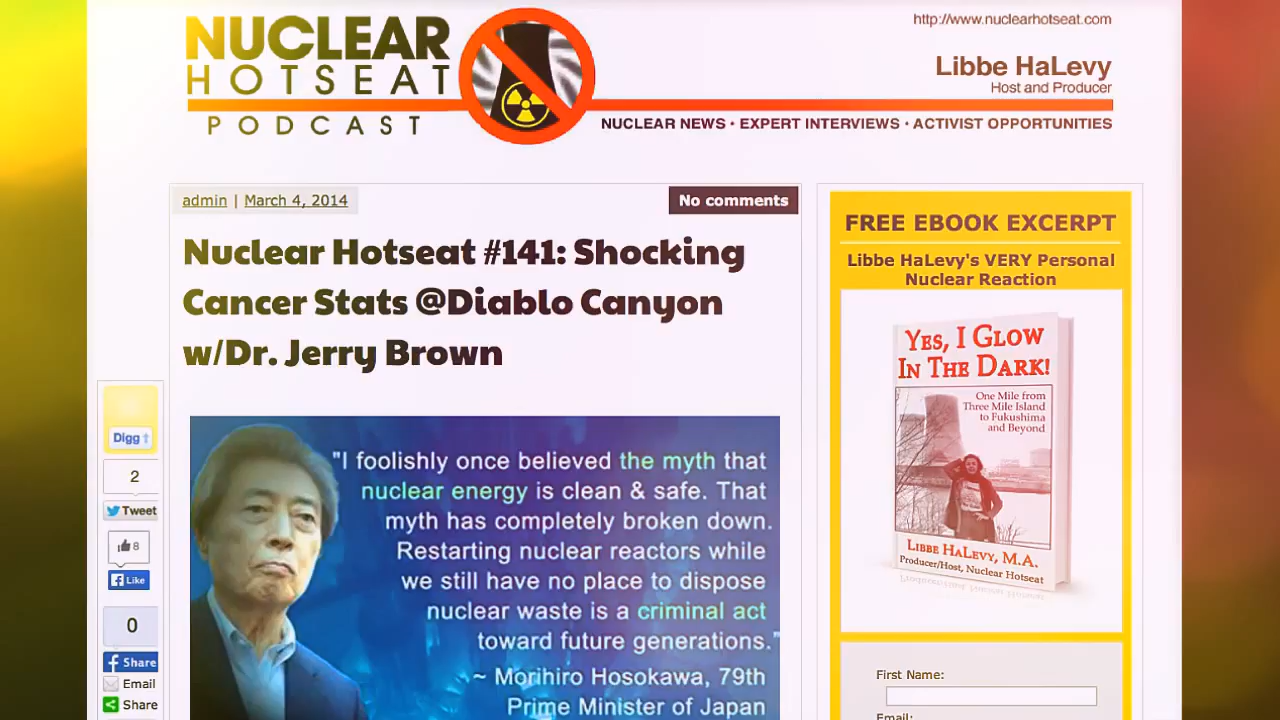 NUCLEAR
HOTSEAT
PODCAST
http://www.nuclearhotseat.com
Libbe HaLevy
Host and Producer
NUCLEAR NEWS • EXPERT INTERVIEWS • ACTIVIST OPPORTUNITIES
admin | March 4, 2014
No comments
Nuclear Hotseat #141: Shocking
Cancer Stats @Diablo Canyon
w/Dr. Jerry Brown
Digg
2
Tweet
8
Like
0
Share
Email
Share
"I foolishly once believed the myth that
nuclear energy is clean & safe. That
myth has completely broken down.
Restarting nuclear reactors while
we still have no place to dispose
nuclear waste is a criminal act
toward future generations."
~ Morihiro Hosokawa, 79th
Prime Minister of Japan
FREE EBOOK EXCERPT
Libbe HaLevy's VERY Personal
Nuclear Reaction
YES, I GLOW
IN THE DARK!
One Mile from
Three Mile Island
to Fukushima
and Beyond
LIBBE HALEVY, M.A.
Producer/Host, Nuclear Hotseat
First Name:
Email: